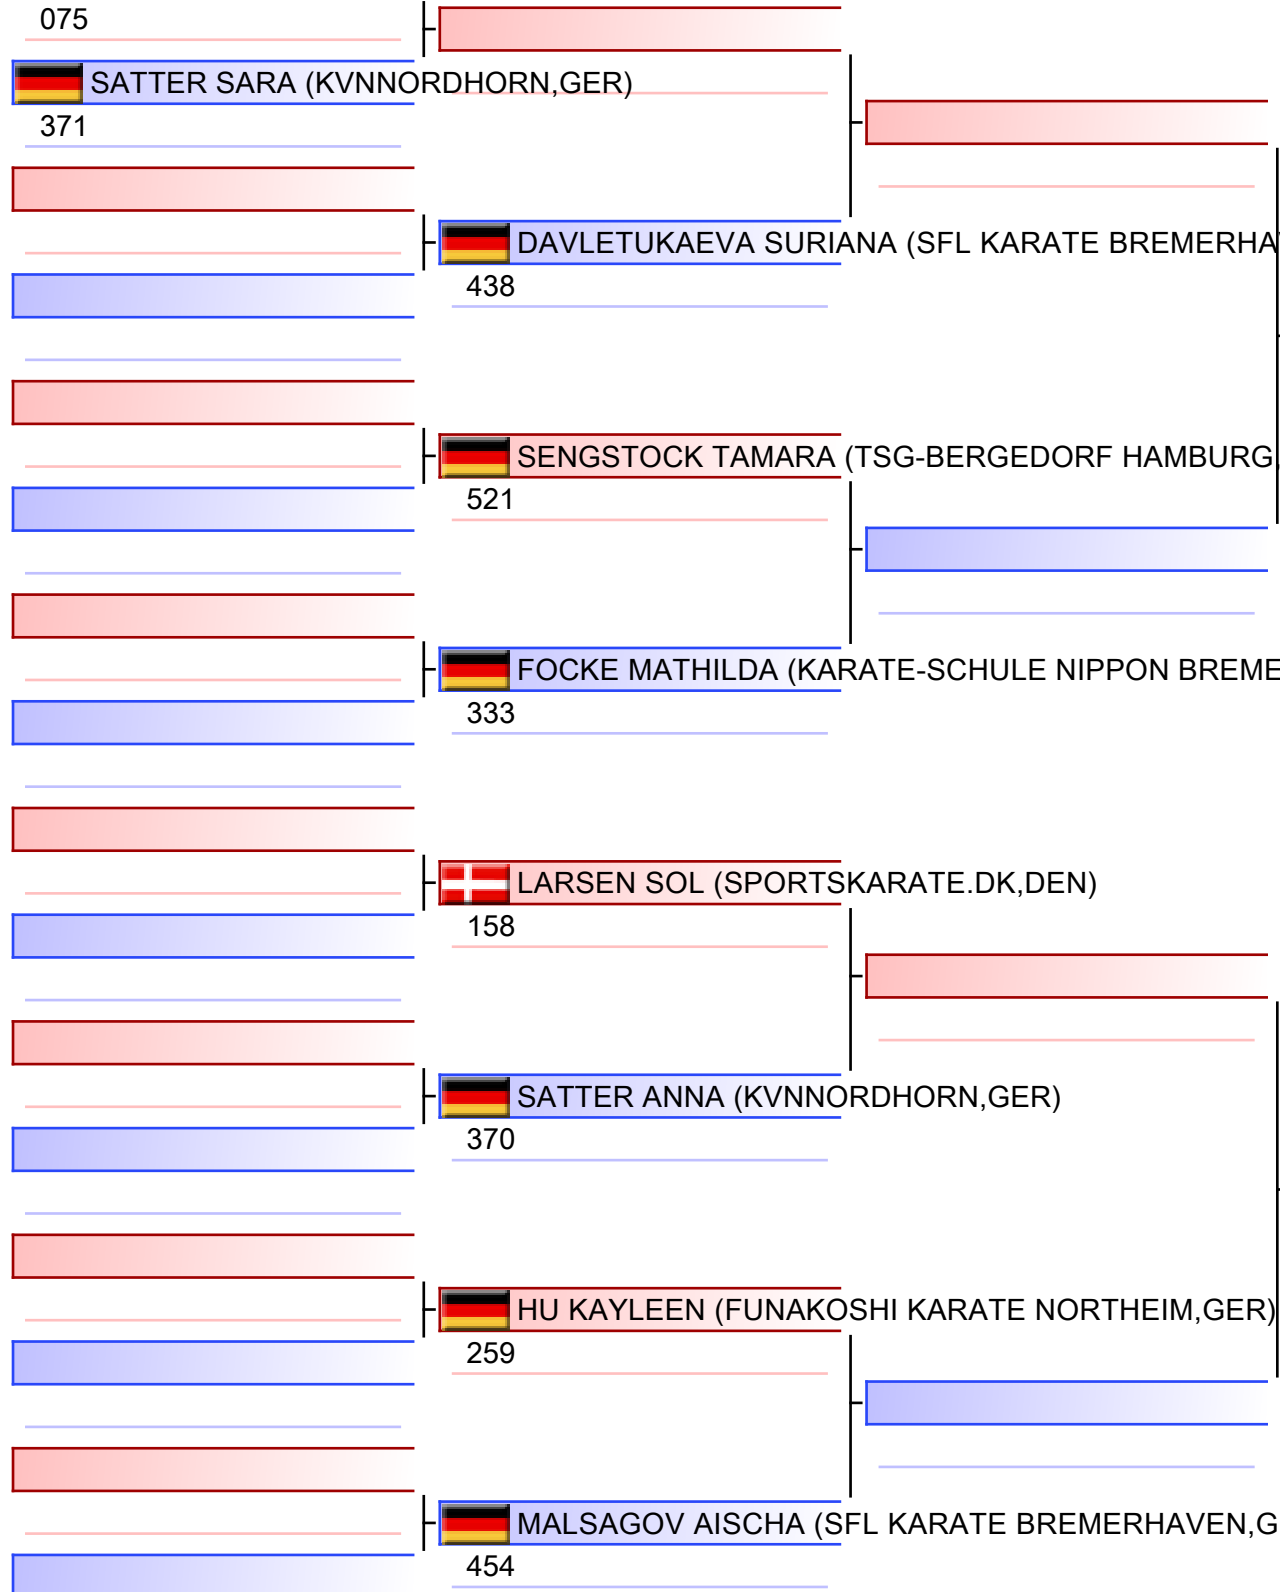 075
SATTER SARA (KVNNORDHORN,GER)
371
DAVLETUKAEVA SURIANA (SFL KARATE BREMERHA
438
SENGSTOCK TAMARA (TSG-BERGEDORF HAMBURG,
521
FOCKE MATHILDA (KARATE-SCHULE NIPPON BREME
333
LARSEN SOL (SPORTSKARATE.DK,DEN)
158
SATTER ANNA (KVNNORDHORN,GER)
370
HU KAYLEEN (FUNAKOSHI KARATE NORTHEIM,GER)
259
MALSAGOV AISCHA (SFL KARATE BREMERHAVEN,G
454